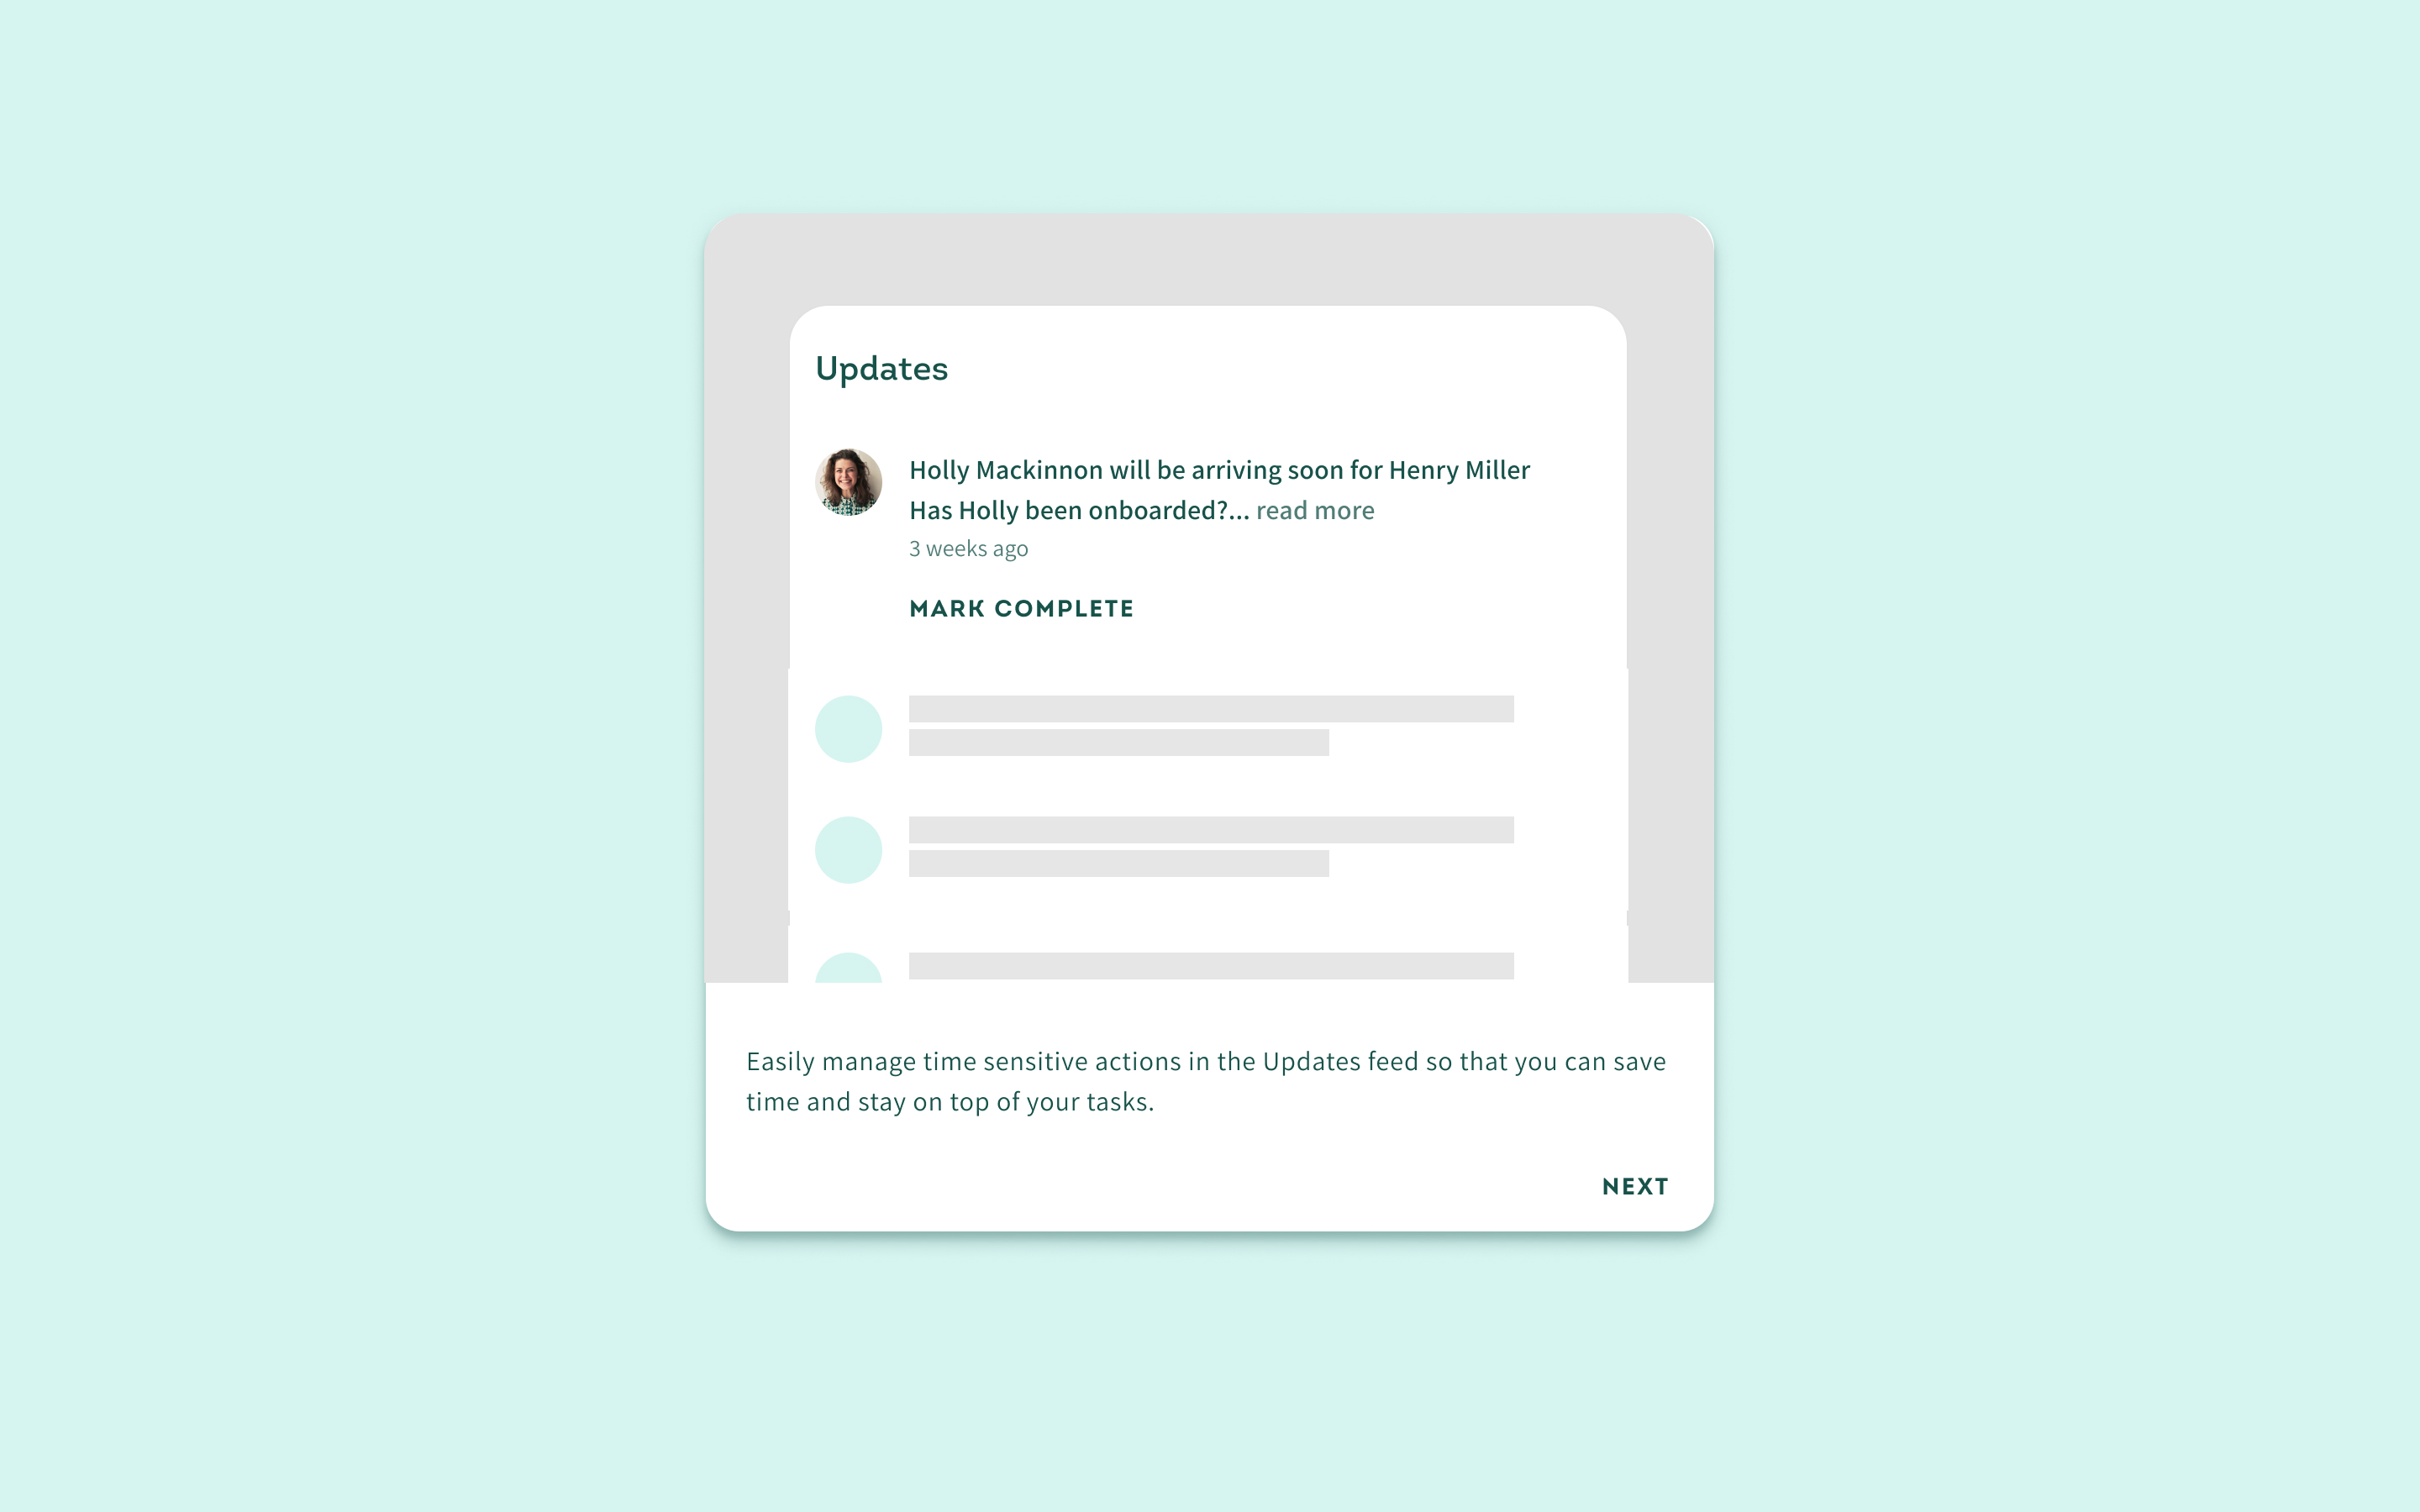 Updates
Holly Mackinnon will be arriving soon for Henry Miller
Has Holly been onboarded?... read more
3 weeks ago
MARK COMPLETE
Easily manage time sensitive actions in the Updates feed so that you can save
time and stay on top of your tasks.
NEXT